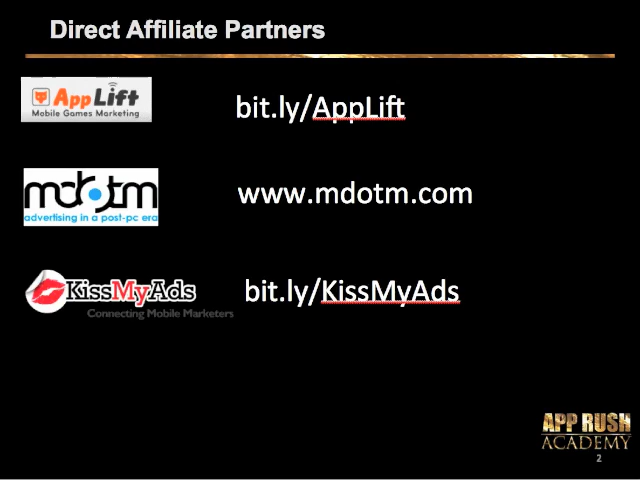 Direct Affiliate Partners
AppLift
Mobile Games Marketing
bit.ly/AppLift
mdotm
advertising in a post-pc era
www.mdotm.com
KissMyAds
Connecting Mobile Marketers
bit.ly/KissMyAds
APP RUSH
ACADEMY
2